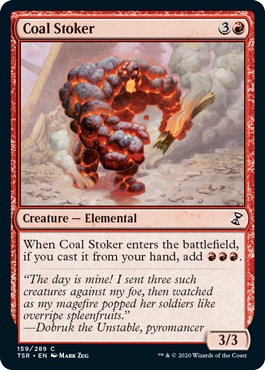 Coal Stoker 3
Creature — Elemental
When Coal Stoker enters the battlefield,
if you cast it from your hand, add
“The day is mine! I sent three such
creatures against my foe, then watched
as my magefire popped her soldiers like
overripe spleenfruits.”
—Dobruk the Unstable, pyromancer
3/3
159/289 C
TSR • EN Mark Zug
™ & © 2020 Wizards of the Coast